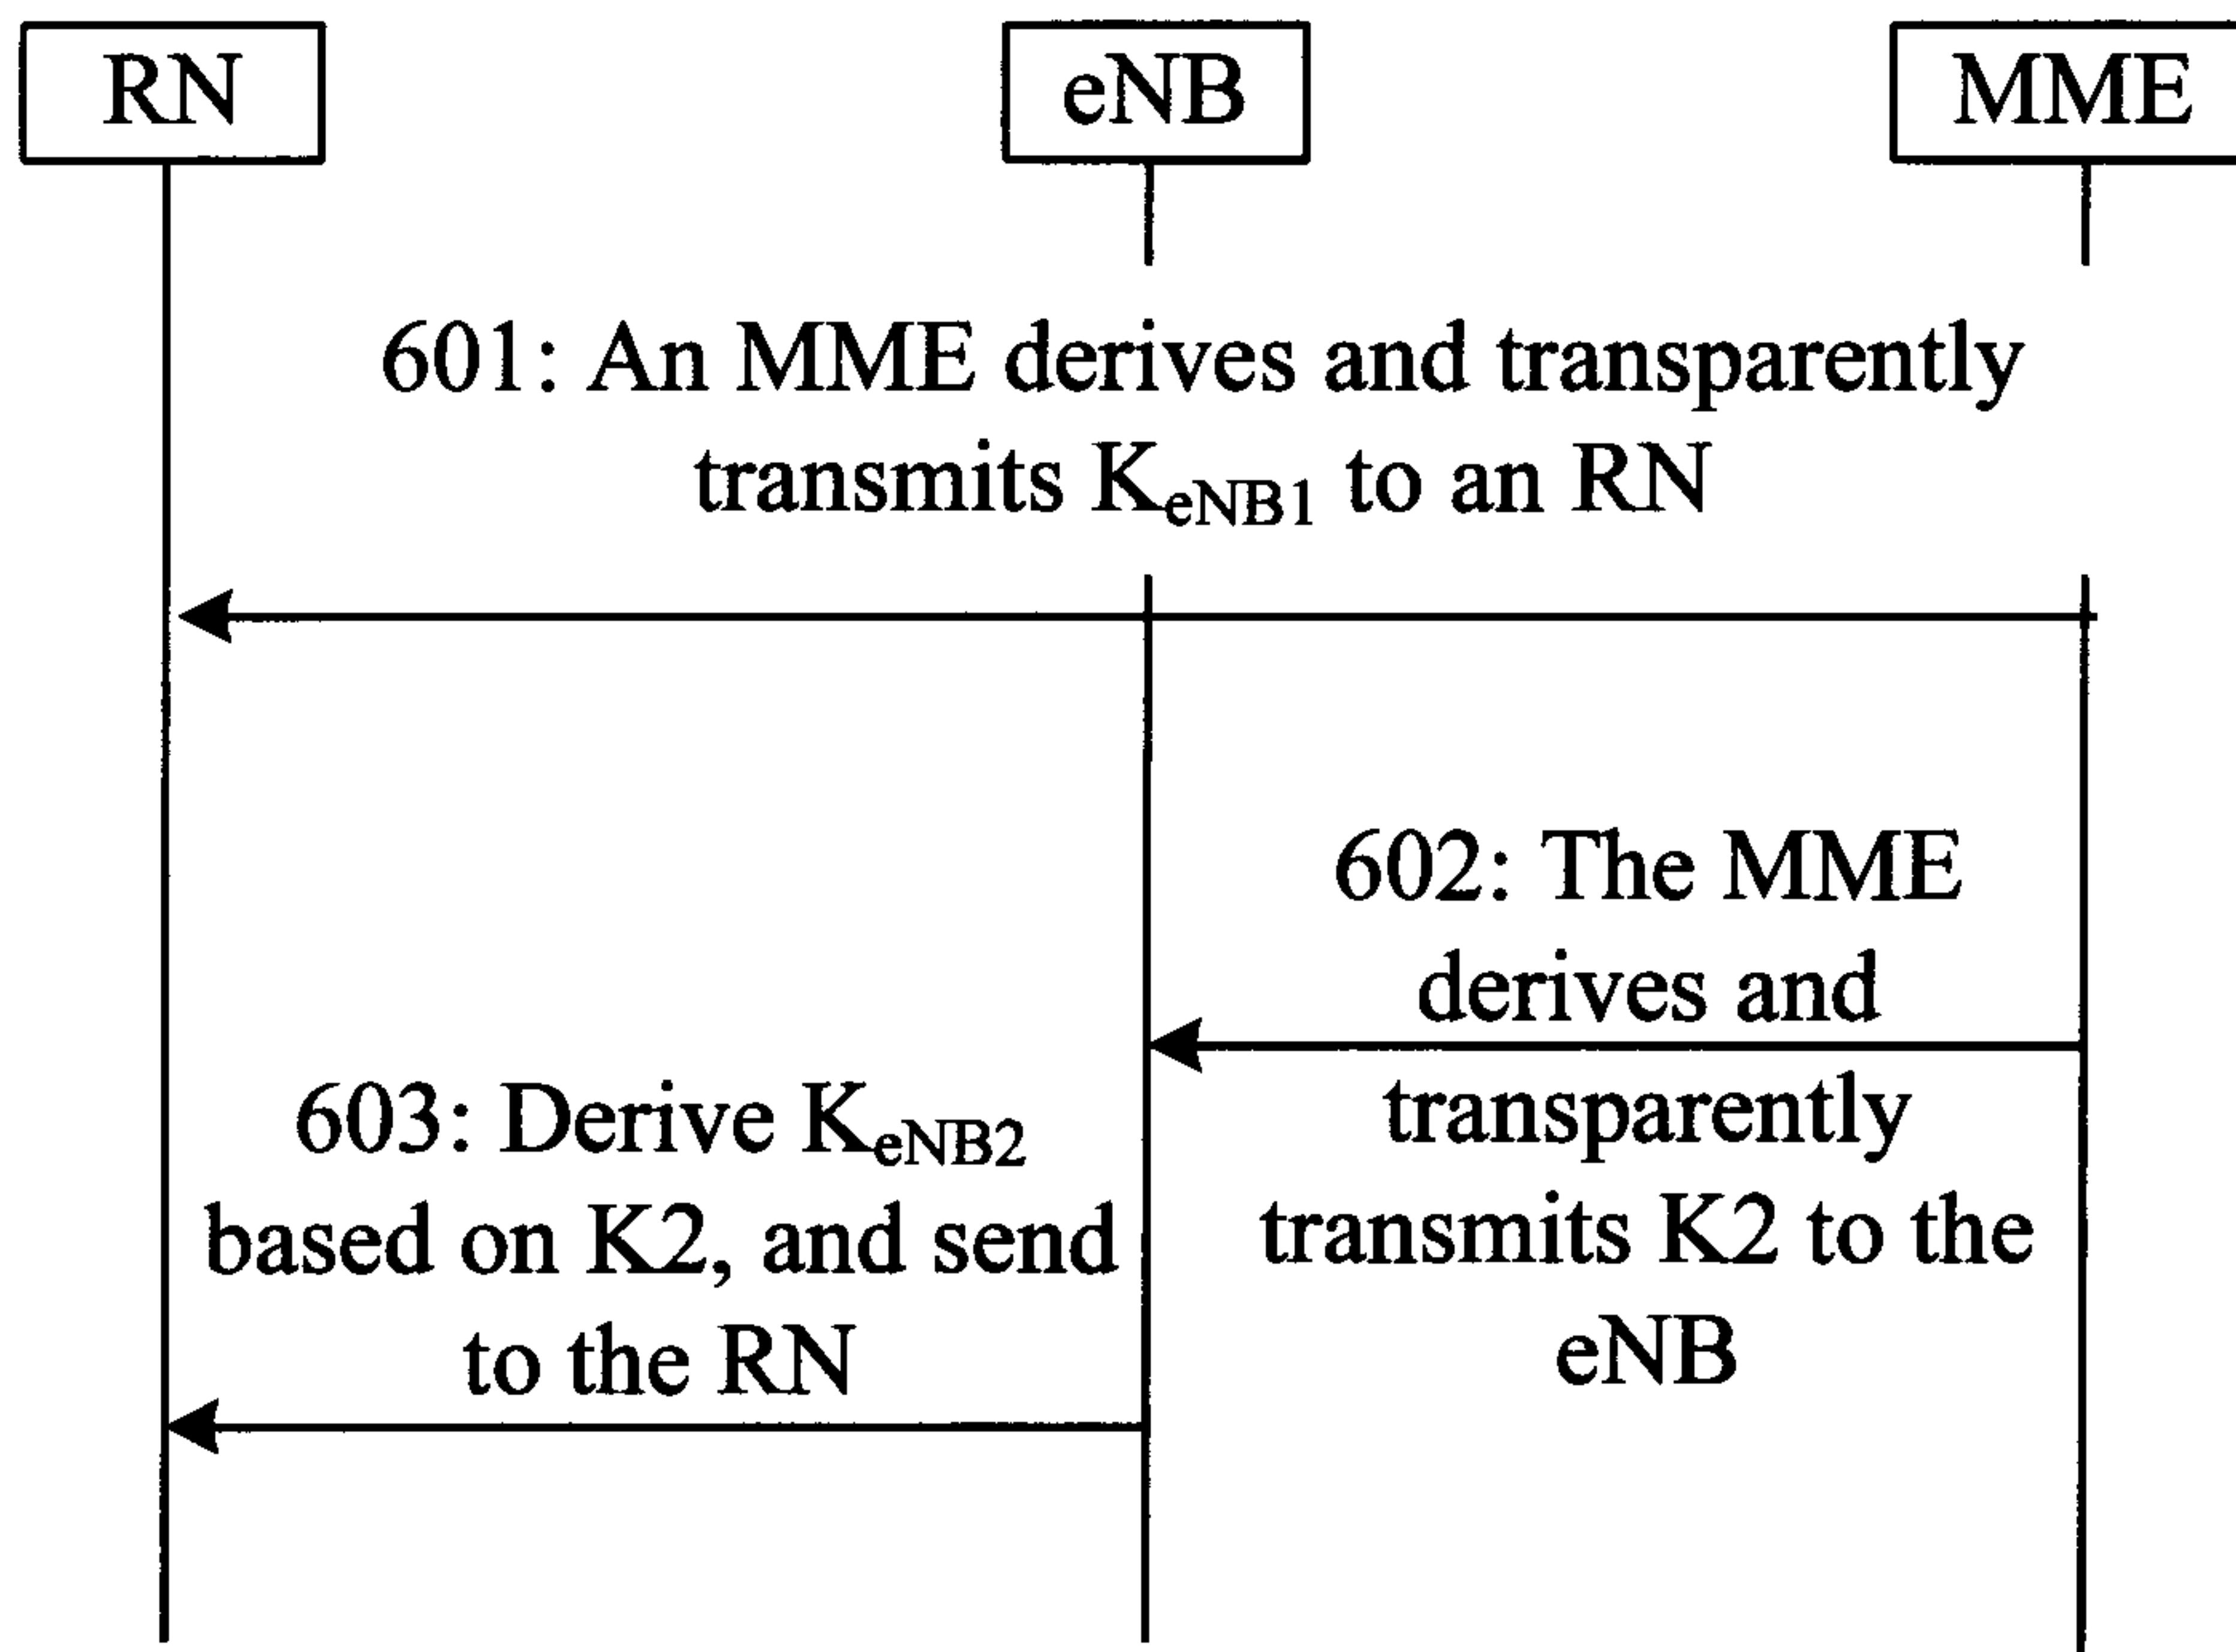 RN
eNB
MME
601: An MME derives and transparently
transmits KeNB1 to an RN
602: The MME
derives and
transparently
transmits K2 to the
eNB
603: Derive KeNB2
based on K2, and send
to the RN